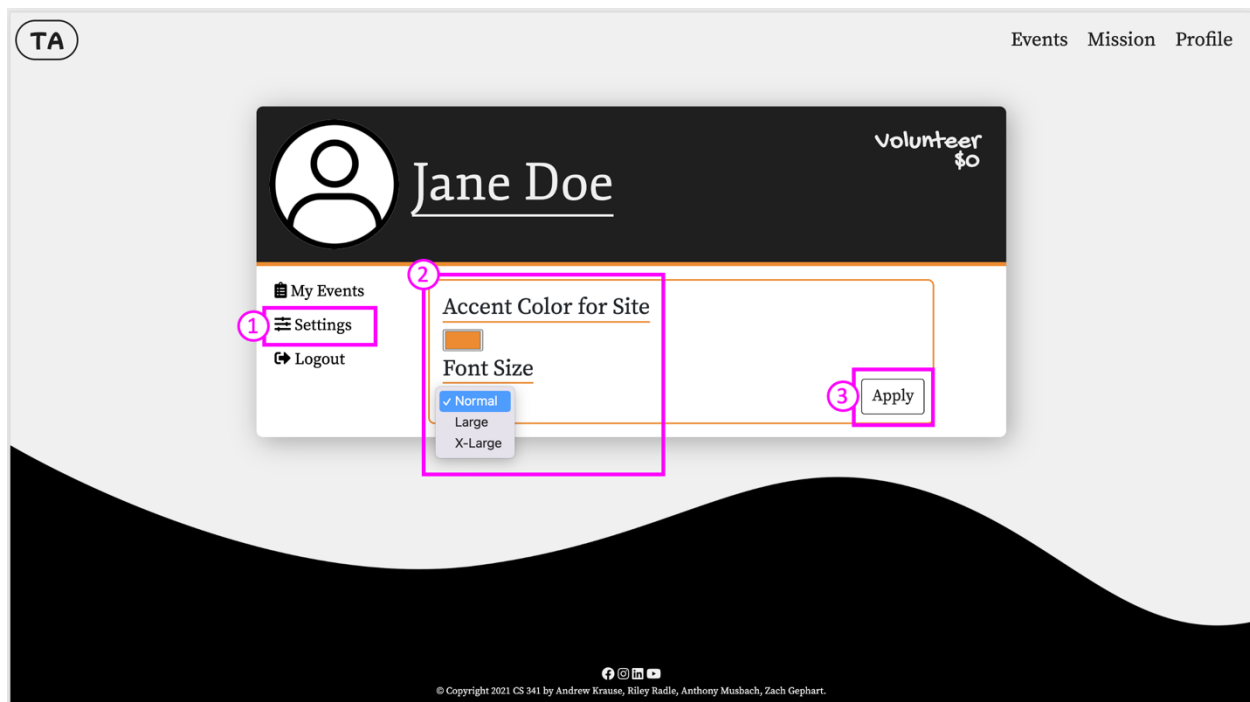 TA
Events Mission Profile
Volunteer
$0
Jane Doe
2
My Events
Accent Color for Site
1
Settings
Logout
Font Size
✓ Normal
3
Apply
Large
X-Large
© Copyright 2021 CS 341 by Andrew Krause, Riley Radle, Anthony Musbach, Zach Gephart.